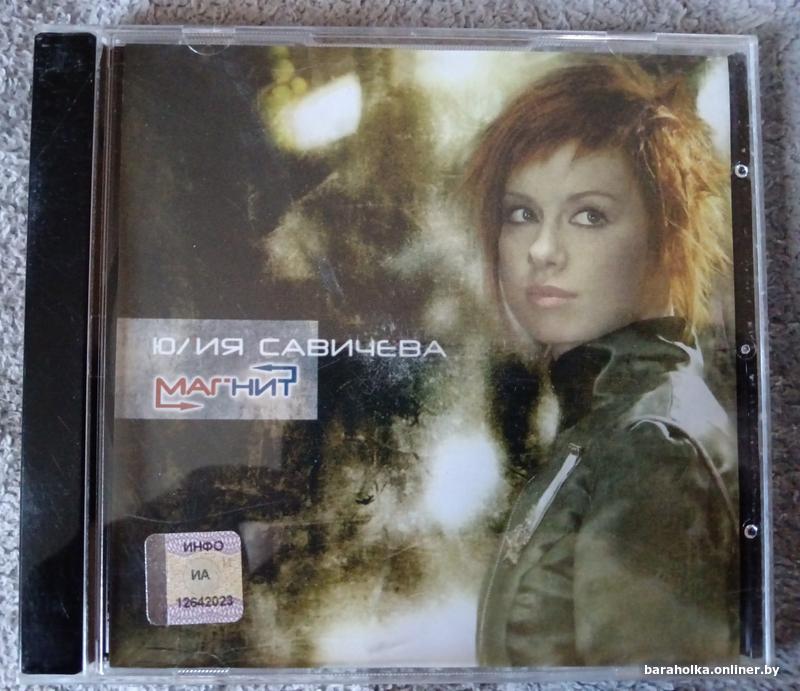 ЮЛИЯ САВИЧЕВА
МАГНИТ
ИНФО
ИА
12642023
baraholka.onliner.by